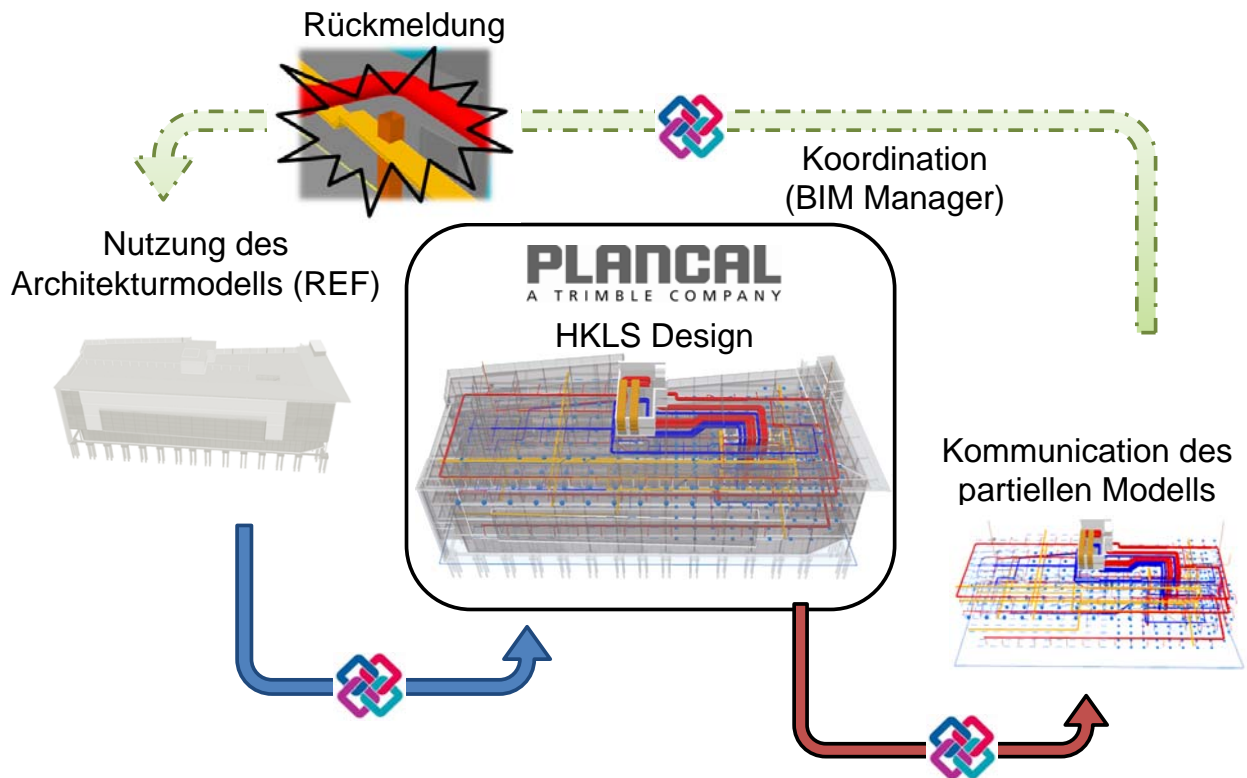 Rückmeldung
Koordination
(BIM Manager)
Nutzung des
Architekturmodells (REF)
PLANCAL
A TRIMBLE COMPANY
HKLS Design
Kommunication des
partiellen Modells